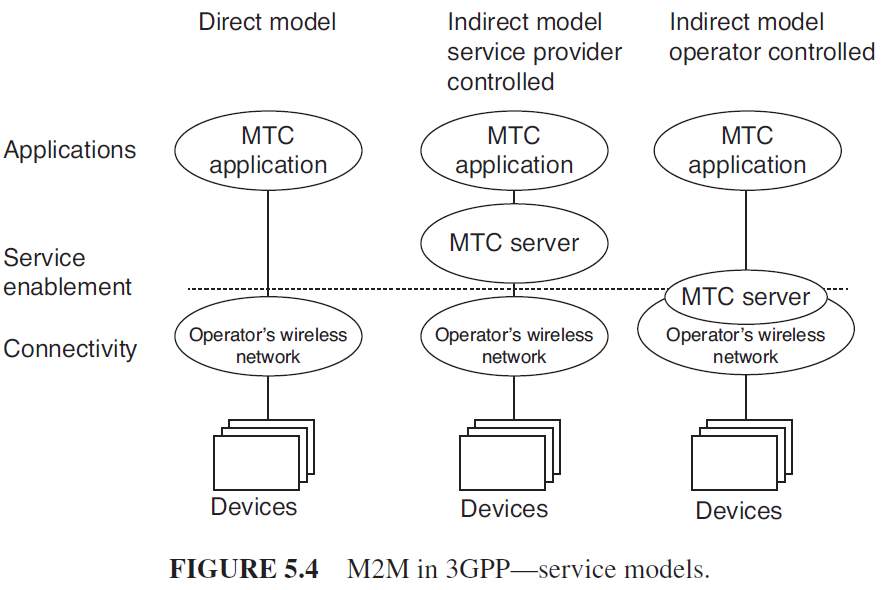 Direct model
Indirect model
service provider
controlled
Indirect model
operator controlled
Applications
MTC
application
MTC
application
MTC
application
MTC server
Service
enablement
MTC server
Connectivity
Operator’s wireless
network
Operator’s wireless
network
Operator’s wireless
network
Devices
Devices
Devices
FIGURE 5.4 M2M in 3GPP—service models.